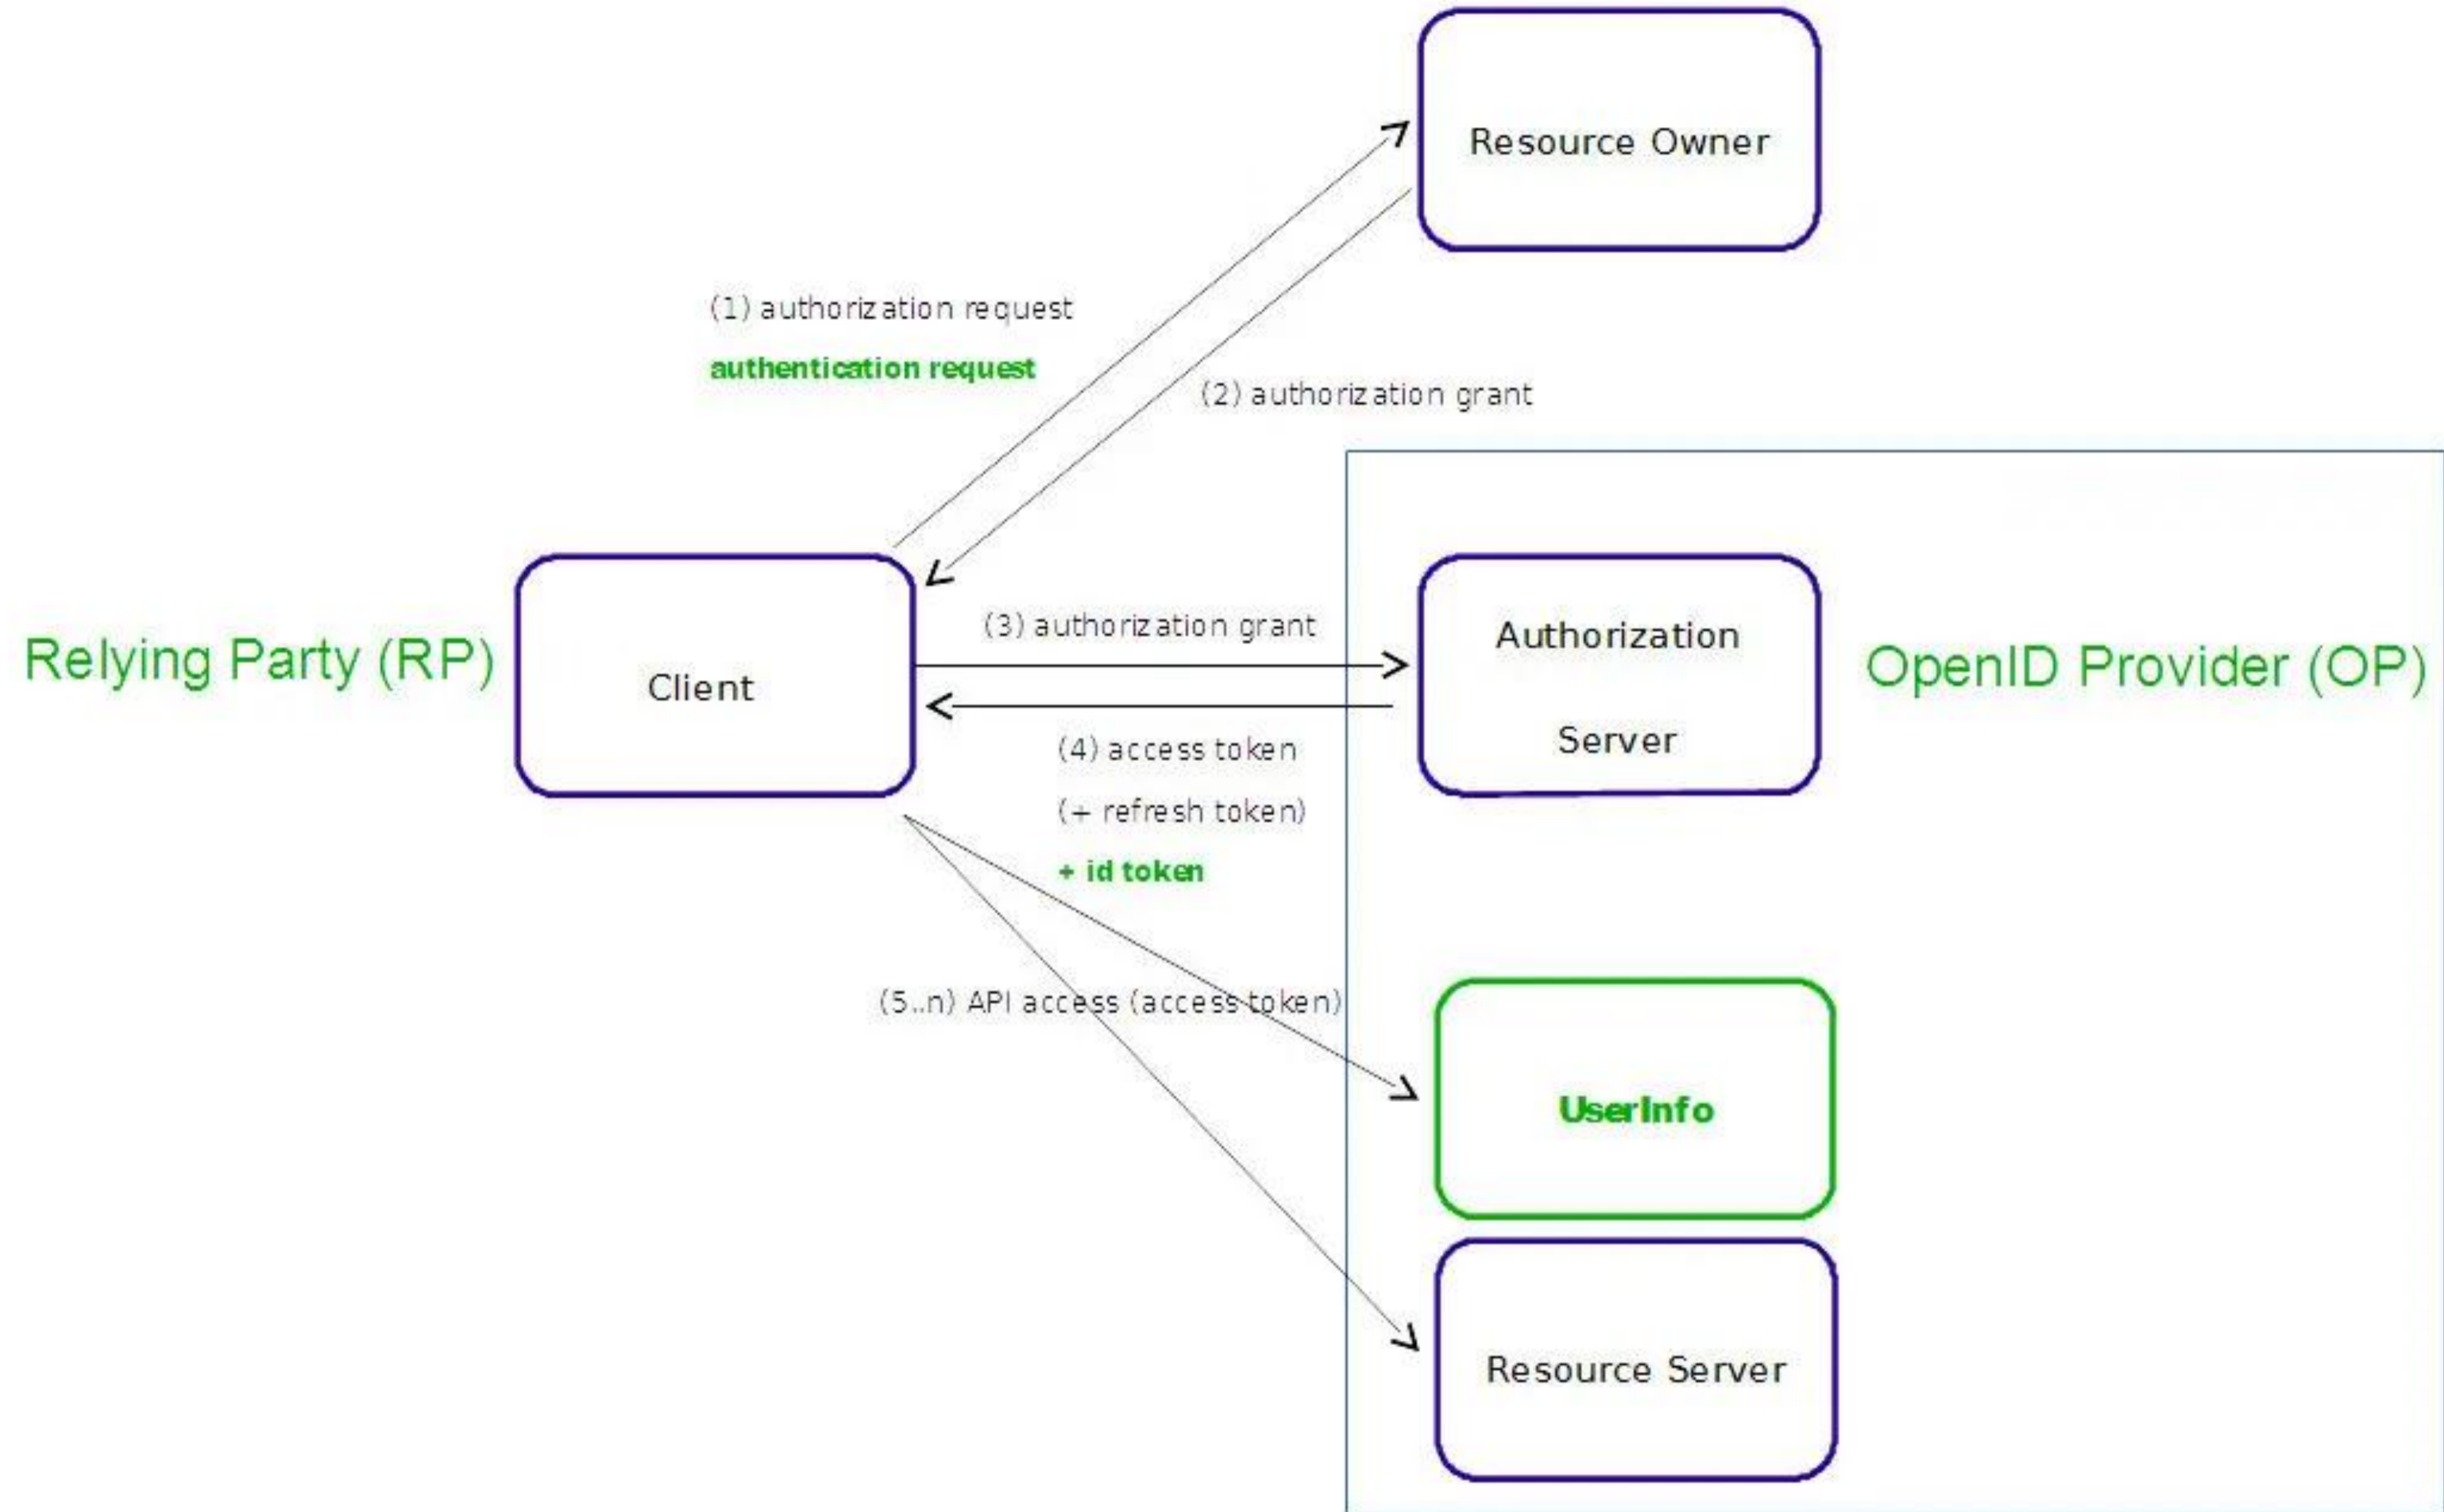 Resource Owner
(1) authorization request
authentication request
(2) authorization grant
Relying Party (RP)
Client
(3) authorization grant
Authorization
Server
OpenID Provider (OP)
(4) access token
(+ refresh token)
+ id token
(5..n) API access (access token)
UserInfo
Resource Server